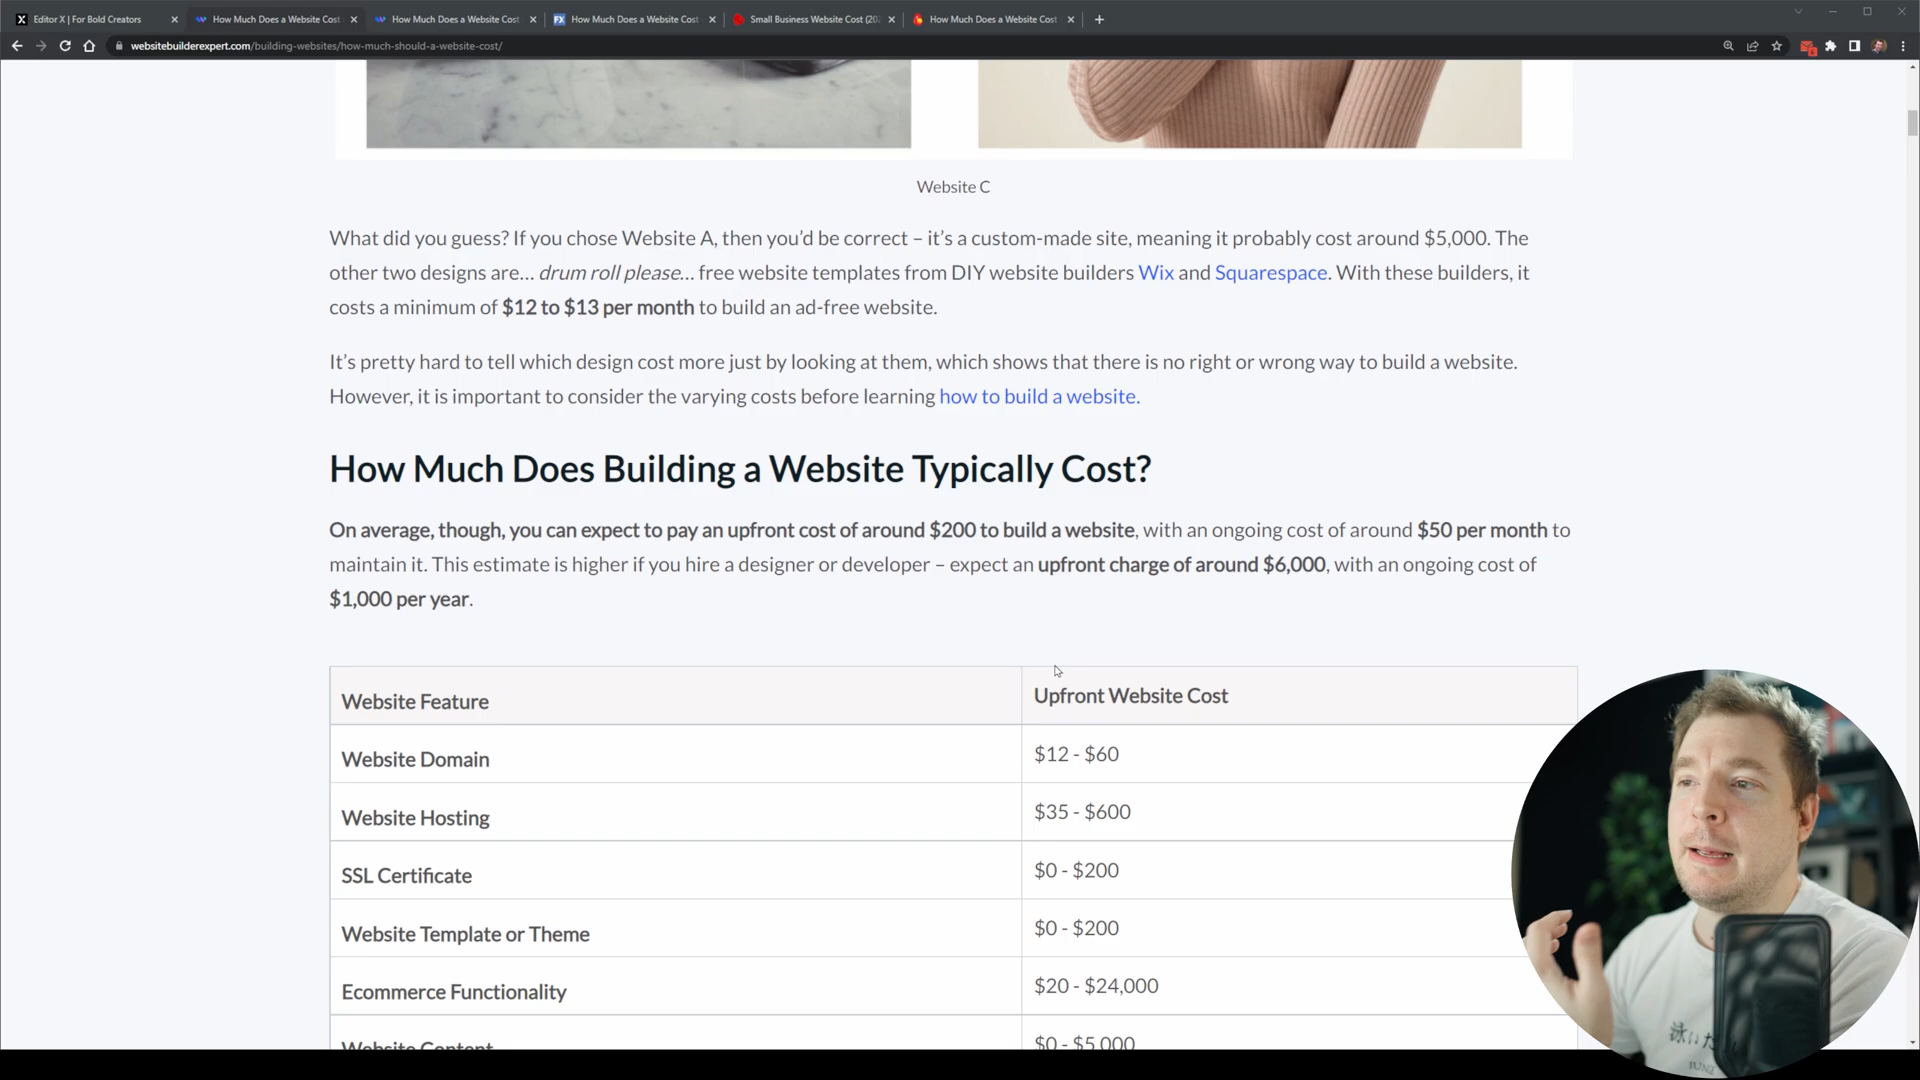 Editor X | For Bold Creators
How Much Does a Website Cost
How Much Does a Website Cost
How Much Does a Website Cost
Small Business Website Cost (202
How Much Does a Website Cost
websitebuilderexpert.com/building-websites/how-much-should-a-website-cost/
Website C
What did you guess? If you chose Website A, then you'd be correct – it's a custom-made site, meaning it probably cost around $5,000. The
other two designs are… drum roll please… free website templates from DIY website builders Wix and Squarespace. With these builders, it
costs a minimum of $12 to $13 per month to build an ad-free website.
It's pretty hard to tell which design cost more just by looking at them, which shows that there is no right or wrong way to build a website.
However, it is important to consider the varying costs before learning how to build a website.
How Much Does Building a Website Typically Cost?
On average, though, you can expect to pay an upfront cost of around $200 to build a website, with an ongoing cost of around $50 per month to
maintain it. This estimate is higher if you hire a designer or developer – expect an upfront charge of around $6,000, with an ongoing cost of
$1,000 per year.
Website Feature
Upfront Website Cost
Website Domain
$12 - $60
Website Hosting
$35 - $600
SSL Certificate
$0 - $200
Website Template or Theme
$0 - $200
Ecommerce Functionality
$20 - $24,000
Website Content
$0 - $5,000